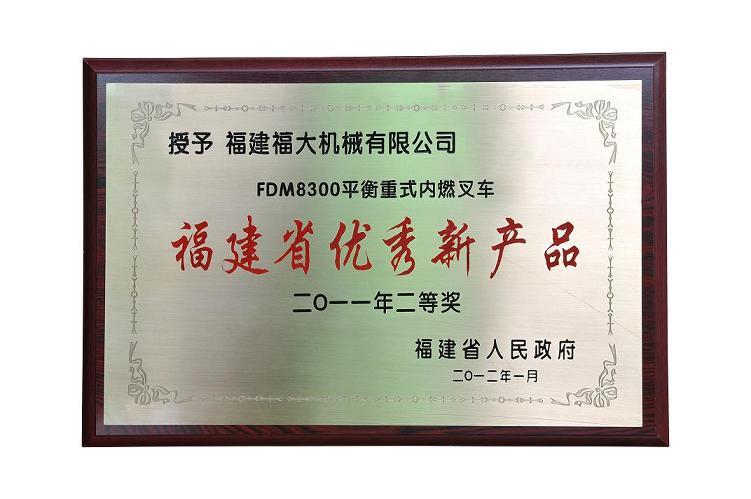 授予 福建福大机械有限公司
FDM8300平衡重式内燃叉车
福建省优秀新产品
二〇一一年二等奖
福建省人民政府
二〇一二年一月